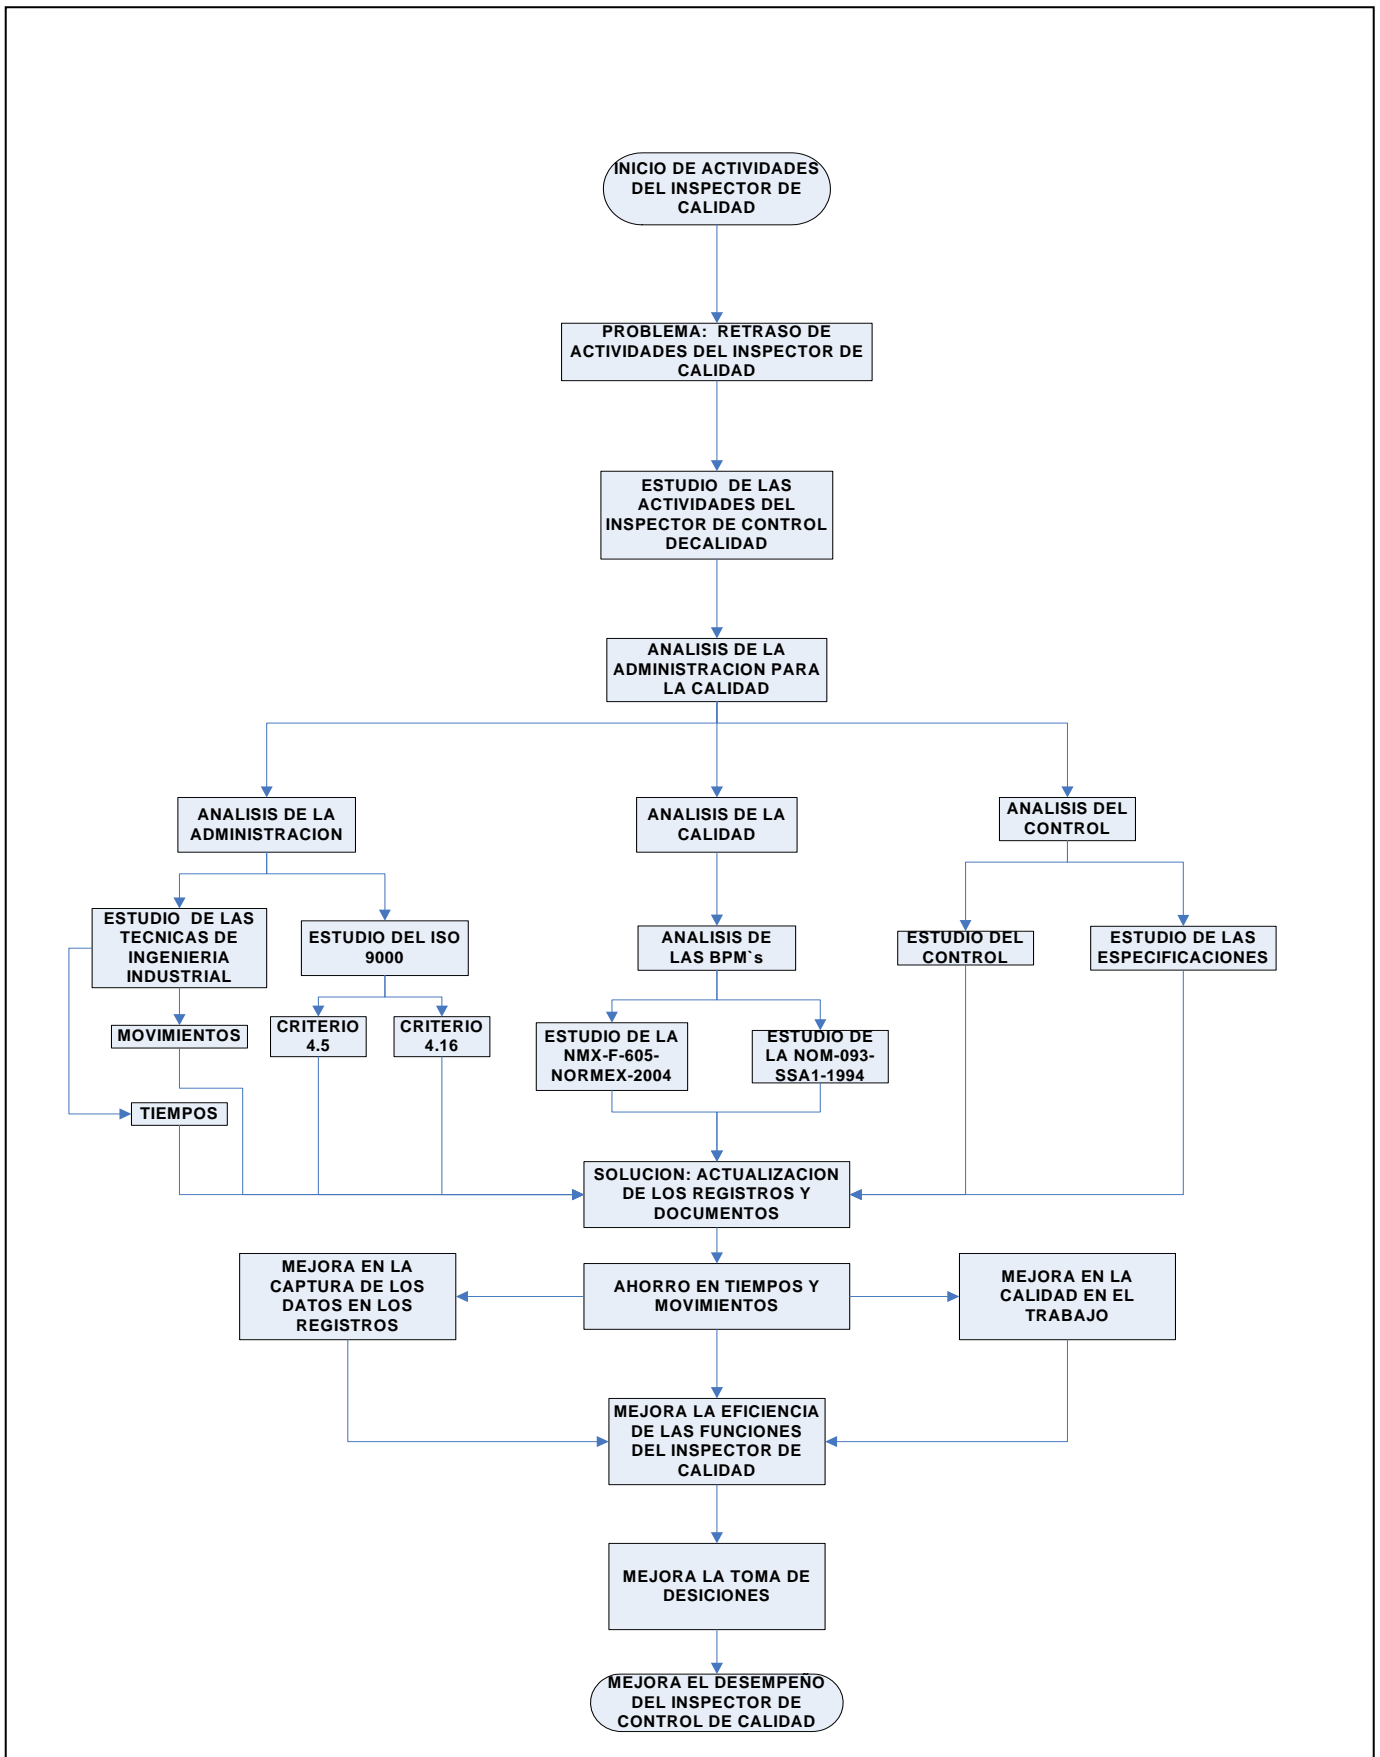 INICIO DE ACTIVIDADES
DEL INSPECTOR DE
CALIDAD
PROBLEMA: RETRASO DE
ACTIVIDADES DEL INSPECTOR DE
CALIDAD
ESTUDIO DE LAS
ACTIVIDADES DEL
INSPECTOR DE CONTROL
DECALIDAD
ANALISIS DE LA
ADMINISTRACION PARA
LA CALIDAD
ANALISIS DE LA
ADMINISTRACION
ANALISIS DE LA
CALIDAD
ANALISIS DEL
CONTROL
ESTUDIO DE LAS
TECNICAS DE
INGENIERIA
INDUSTRIAL
ESTUDIO DEL ISO
9000
ANALISIS DE
LAS BPM`s
ESTUDIO DEL
CONTROL
ESTUDIO DE LAS
ESPECIFICACIONES
MOVIMIENTOS
CRITERIO
4.5
CRITERIO
4.16
ESTUDIO DE LA
NMX-F-605-
NORMEX-2004
ESTUDIO DE
LA NOM-093-
SSA1-1994
TIEMPOS
SOLUCION: ACTUALIZACION
DE LOS REGISTROS Y
DOCUMENTOS
MEJORA EN LA
CAPTURA DE LOS
DATOS EN LOS
REGISTROS
AHORRO EN TIEMPOS Y
MOVIMIENTOS
MEJORA EN LA
CALIDAD EN EL
TRABAJO
MEJORA LA EFICIENCIA
DE LAS FUNCIONES
DEL INSPECTOR DE
CALIDAD
MEJORA LA TOMA DE
DESICIONES
MEJORA EL DESEMPEÑO
DEL INSPECTOR DE
CONTROL DE CALIDAD